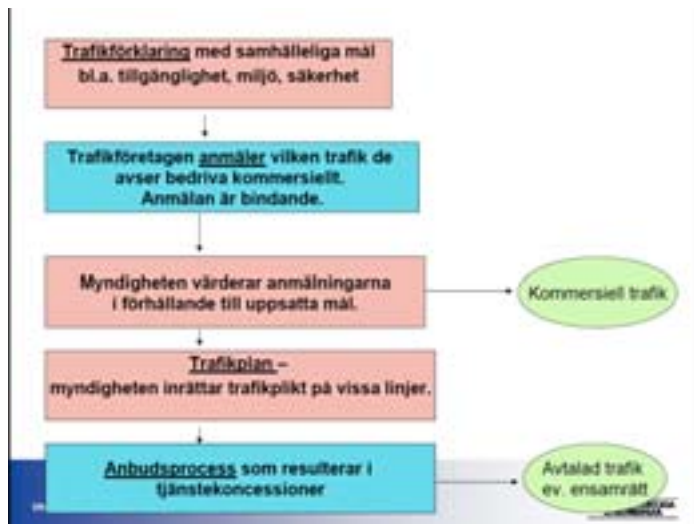 Trafikförklaring med samhälleliga mål
bl.a. tillgänglighet, miljö, säkerhet
Trafikföretagen anmäler vilken trafik de
avser bedriva kommersiellt.
Anmälan är bindande.
Myndigheten värderar anmälningarna
i förhållande till uppsatta mål.
Kommersiell trafik
Trafikplan –
myndigheten inrättar trafikplikt på vissa linjer.
Anbudsprocess som resulterar i
tjänstekoncessioner
Avtalad trafik
ev. ensamrätt